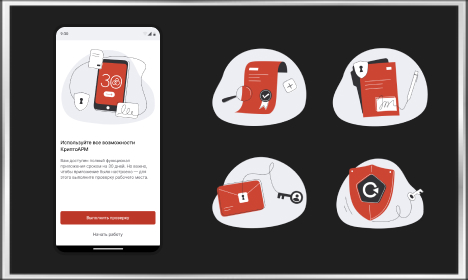 9:30
30
Используйте все возможности
КриптоАРМ
Вам доступен полный функционал
приложения сроком на 30 дней. Но важно,
чтобы приложение было настроено — для
этого выполните проверку рабочего места.
Выполнить проверку
Начать работу